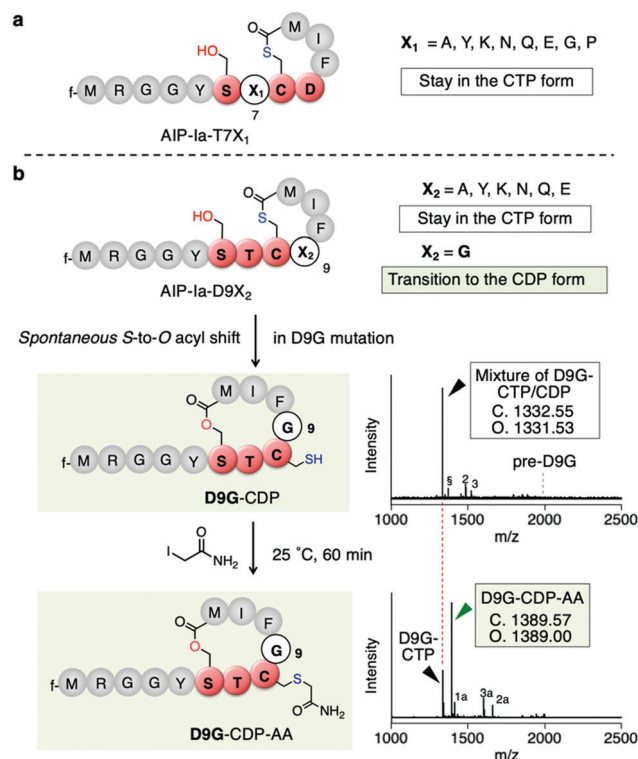 a
X₁ = A, Y, K, N, Q, E, G, P
Stay in the CTP form
O
S
M
I
F
HO
f-M R G G Y S X₁ C D
7
AIP-Ia-T7X₁
b
X₂ = A, Y, K, N, Q, E
Stay in the CTP form
X₂ = G
Transition to the CDP form
O
S
M
I
F
HO
f-M R G G Y S T C X₂
9
AIP-Ia-D9X₂
Spontaneous S-to-O acyl shift in D9G mutation
O
M
I
F
O
G 9
f-M R G G Y S T C SH
D9G-CDP
Intensity
Mixture of D9G-
CTP/CDP
C. 1332.55
O. 1331.53
pre-D9G
§ 2 3
1000 1500 2000 2500
m/z
I
O
NH₂
25 ˚C, 60 min
O
M
I
F
O
G 9
f-M R G G Y S T C S
O
NH₂
D9G-CDP-AA
Intensity
D9G-CDP-AA
C. 1389.57
O. 1389.00
D9G-
CTP
1a 3a 2a
1000 1500 2000 2500
m/z